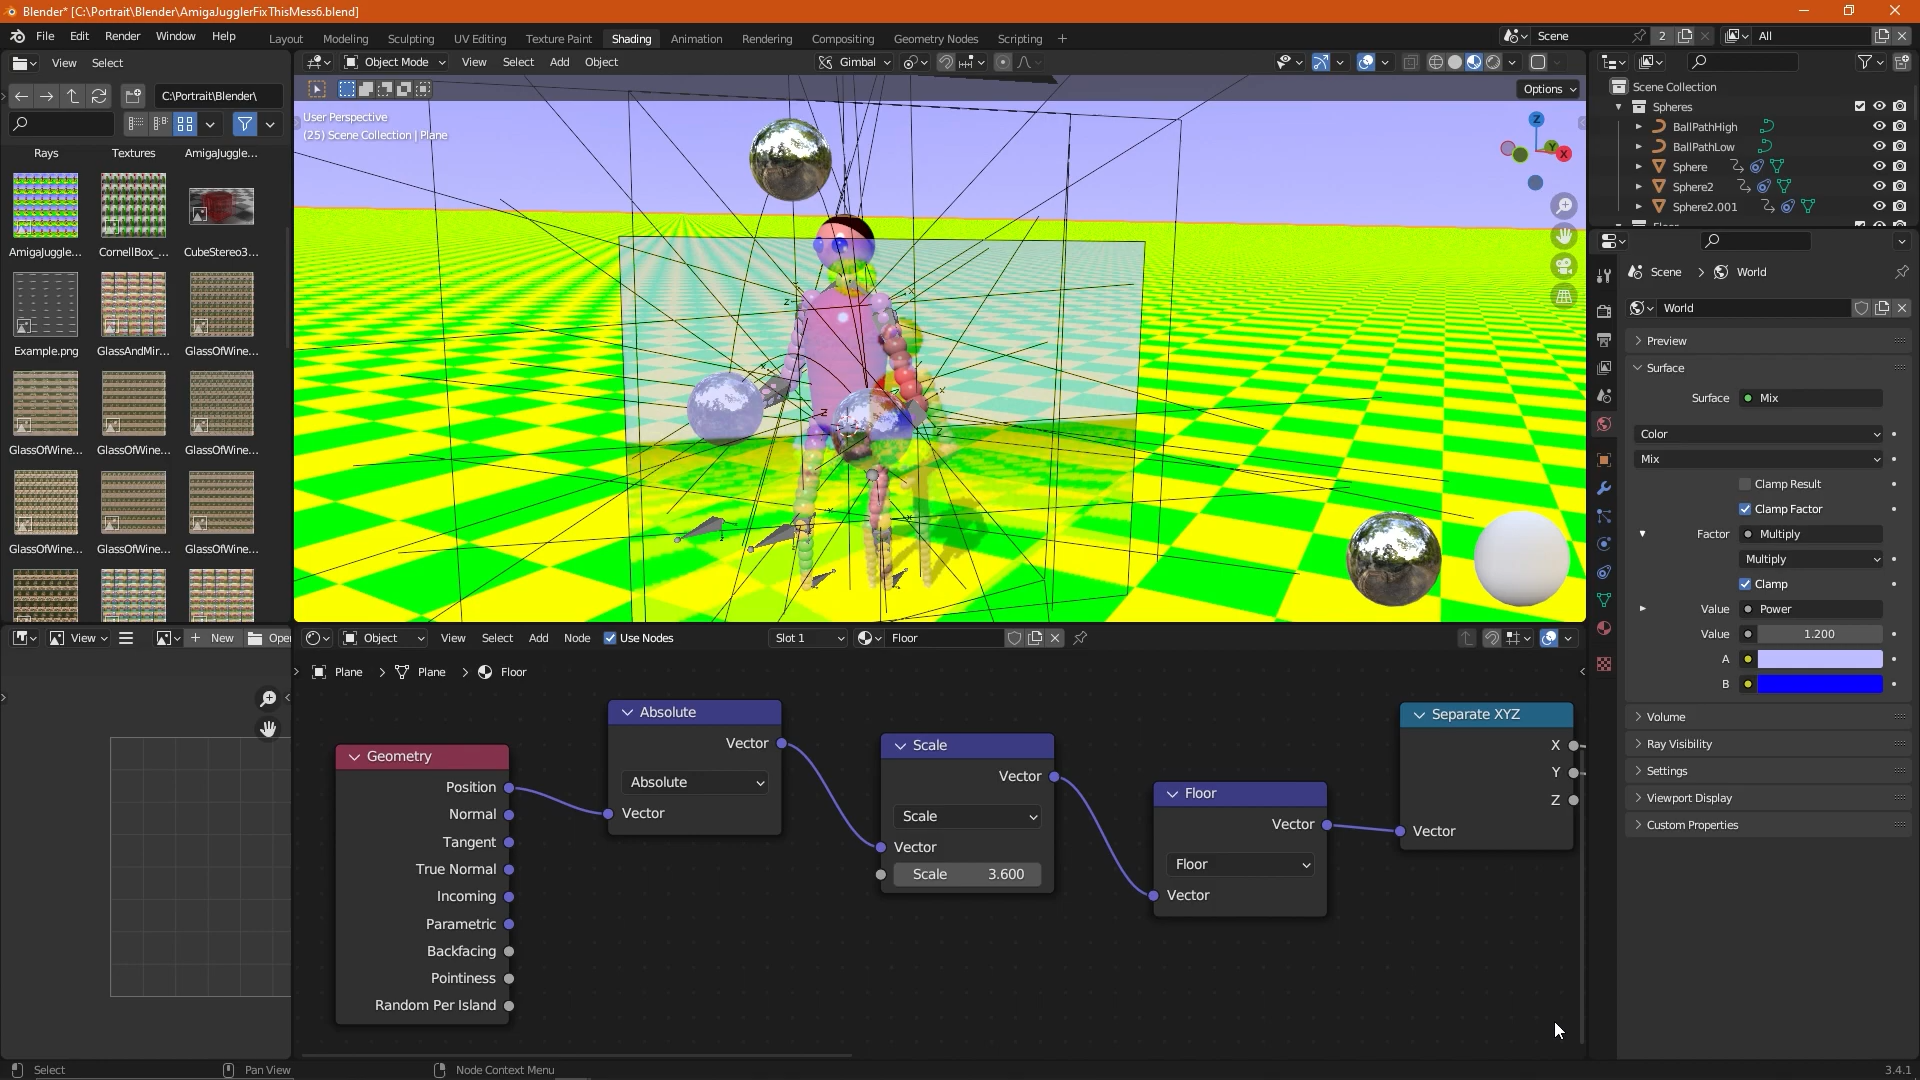 Blender* [C:\Portrait\Blender\AmigaJugglerFixThisMess6.blend]
File Edit Render Window Help Layout Modeling Sculpting UV Editing Texture Paint Shading Animation Rendering Compositing Geometry Nodes Scripting + Scene 2 All
View Select
Object Mode View Select Add Object Gimbal
C:\Portrait\Blender\
Options
Rays Textures AmigaJuggle...
AmigaJuggle... CornellBox_... CubeStereo3...
Example.png GlassAndMir... GlassOfWine...
GlassOfWine... GlassOfWine... GlassOfWine...
GlassOfWine... GlassOfWine... GlassOfWine...
User Perspective
(25) Scene Collection | Plane
Z
Y
X
Scene Collection
Spheres
BallPathHigh
BallPathLow
Sphere
Sphere2
Sphere2.001
Scene > World
World
Preview
Surface
Surface Mix
Color
Mix
Clamp Result
Clamp Factor
Factor Multiply
Multiply
Clamp
Value Power
Value 1.200
A
B
Volume
Ray Visibility
Settings
Viewport Display
Custom Properties
View New Open
Object View Select Add Node Use Nodes Slot 1 Floor
Plane > Plane > Floor
Geometry
Position
Normal
Tangent
True Normal
Incoming
Parametric
Backfacing
Pointiness
Random Per Island
Absolute
Vector
Absolute
Vector
Scale
Vector
Scale
Vector
Scale 3.600
Floor
Vector
Floor
Vector
Separate XYZ
X
Y
Z
Vector
Select Pan View Node Context Menu 3.4.1